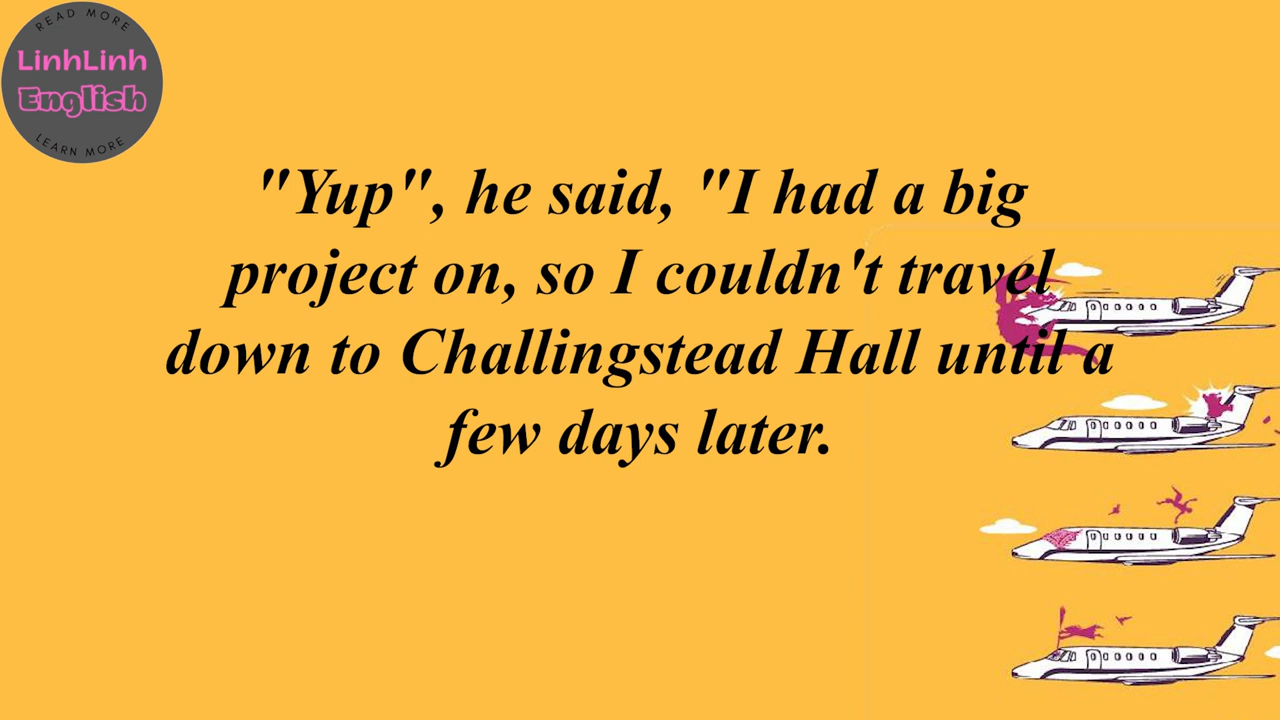 READ MORE
LinhLinh
English
LEARN MORE
"Yup", he said, "I had a big
project on, so I couldn't travel
down to Challingstead Hall until a
few days later.